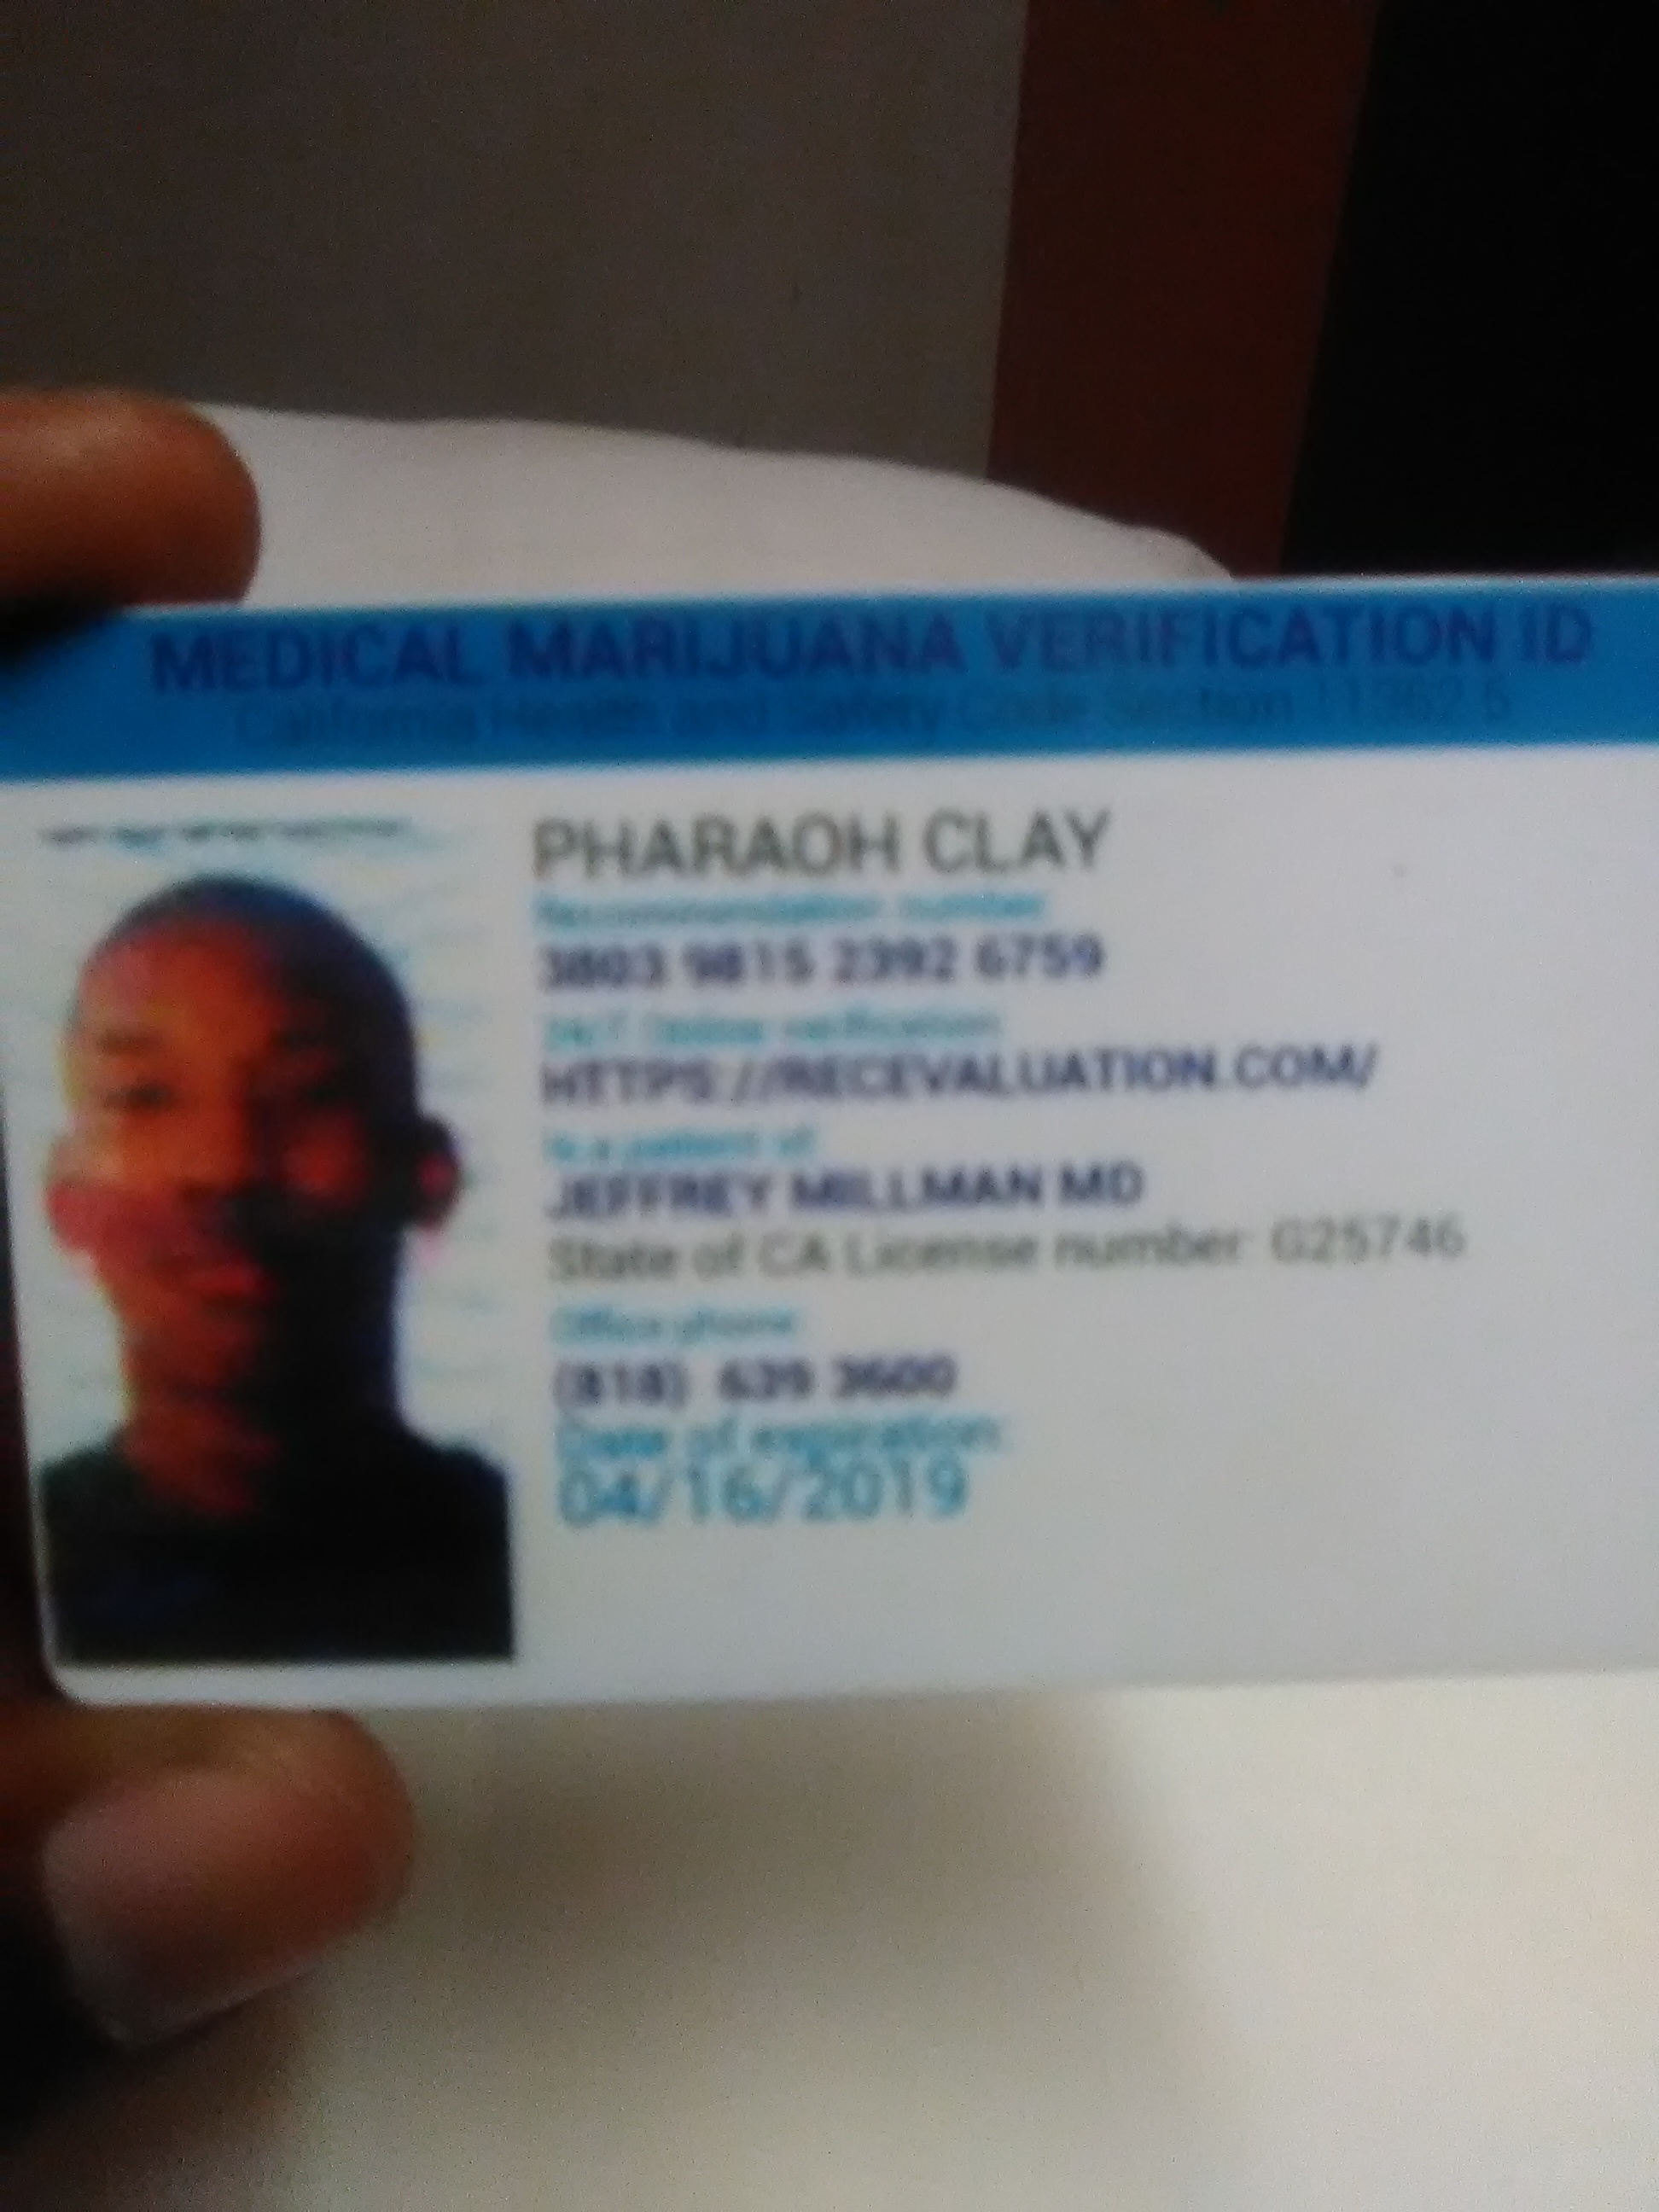 MEDICAL MARIJUANA VERIFICATION ID
California Health and Safety Code Section 11362.5
PHARAOH CLAY
Recommendation number
3803 9815 2392 6759
24/7 Online verification:
HTTPS://RECEVALUATION.COM/
Is a patient of
JEFFREY MILLMAN MD
State of CA License number: G25746
Office phone:
(818) 639 3600
Date of expiration:
04/16/2019